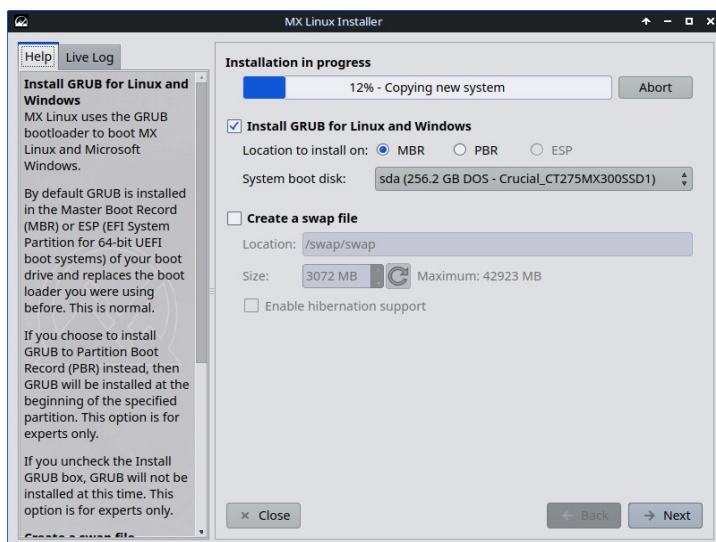 MX Linux Installer
Help
Live Log
Install GRUB for Linux and
Windows
MX Linux uses the GRUB
bootloader to boot MX
Linux and Microsoft
Windows.
By default GRUB is installed
in the Master Boot Record
(MBR) or ESP (EFI System
Partition for 64-bit UEFI
boot systems) of your boot
drive and replaces the boot
loader you were using
before. This is normal.
If you choose to install
GRUB to Partition Boot
Record (PBR) instead, then
GRUB will be installed at the
beginning of the specified
partition. This option is for
experts only.
If you uncheck the Install
GRUB box, GRUB will not be
installed at this time. This
option is for experts only.
Create a swap file
Installation in progress
12% - Copying new system
Abort
Install GRUB for Linux and Windows
Location to install on: MBR PBR ESP
System boot disk: sda (256.2 GB DOS - Crucial_CT275MX300SSD1)
Create a swap file
Location: /swap/swap
Size: 3072 MB Maximum: 42923 MB
Enable hibernation support
Close
Back
Next